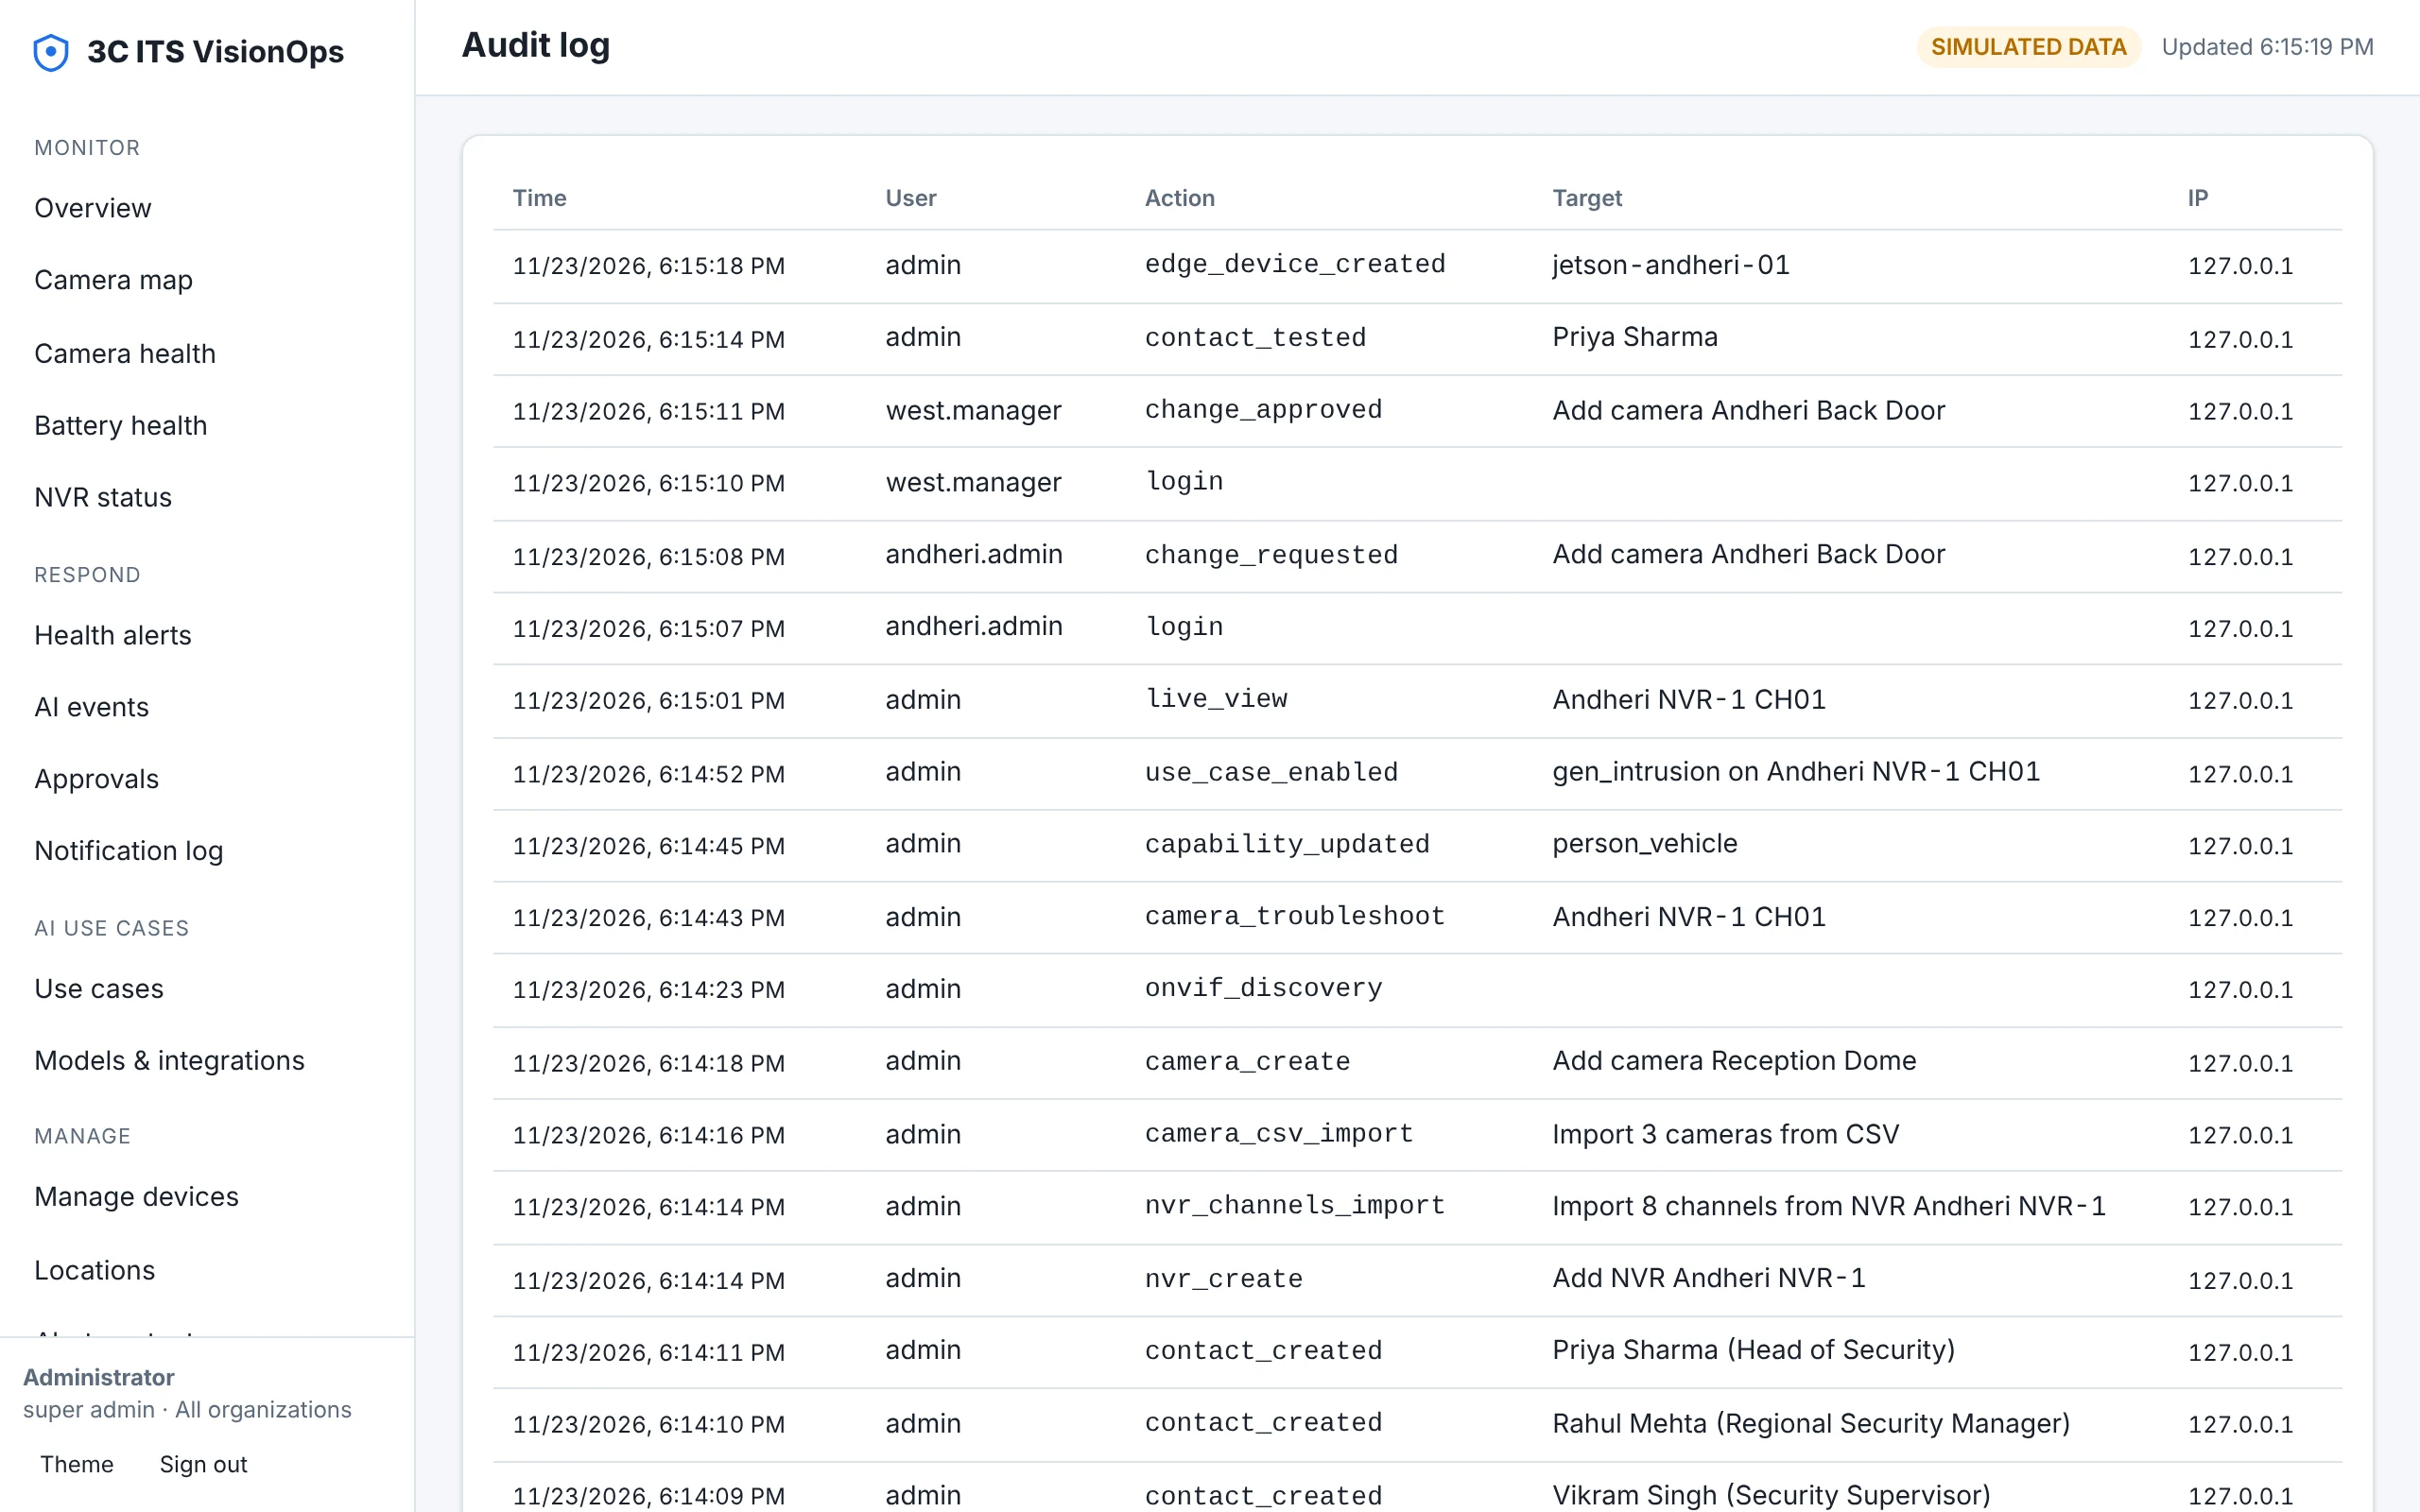 3C ITS VisionOps
MONITOR
Overview
Camera map
Camera health
Battery health
NVR status
RESPOND
Health alerts
AI events
Approvals
Notification log
AI USE CASES
Use cases
Models & integrations
MANAGE
Manage devices
Locations
Administrator
super admin · All organizations
Theme Sign out
Audit log
SIMULATED DATA Updated 6:15:19 PM
Time User Action Target IP
11/23/2026, 6:15:18 PM admin edge_device_created jetson-andheri-01 127.0.0.1
11/23/2026, 6:15:14 PM admin contact_tested Priya Sharma 127.0.0.1
11/23/2026, 6:15:11 PM west.manager change_approved Add camera Andheri Back Door 127.0.0.1
11/23/2026, 6:15:10 PM west.manager login 127.0.0.1
11/23/2026, 6:15:08 PM andheri.admin change_requested Add camera Andheri Back Door 127.0.0.1
11/23/2026, 6:15:07 PM andheri.admin login 127.0.0.1
11/23/2026, 6:15:01 PM admin live_view Andheri NVR-1 CH01 127.0.0.1
11/23/2026, 6:14:52 PM admin use_case_enabled gen_intrusion on Andheri NVR-1 CH01 127.0.0.1
11/23/2026, 6:14:45 PM admin capability_updated person_vehicle 127.0.0.1
11/23/2026, 6:14:43 PM admin camera_troubleshoot Andheri NVR-1 CH01 127.0.0.1
11/23/2026, 6:14:23 PM admin onvif_discovery 127.0.0.1
11/23/2026, 6:14:18 PM admin camera_create Add camera Reception Dome 127.0.0.1
11/23/2026, 6:14:16 PM admin camera_csv_import Import 3 cameras from CSV 127.0.0.1
11/23/2026, 6:14:14 PM admin nvr_channels_import Import 8 channels from NVR Andheri NVR-1 127.0.0.1
11/23/2026, 6:14:14 PM admin nvr_create Add NVR Andheri NVR-1 127.0.0.1
11/23/2026, 6:14:11 PM admin contact_created Priya Sharma (Head of Security) 127.0.0.1
11/23/2026, 6:14:10 PM admin contact_created Rahul Mehta (Regional Security Manager) 127.0.0.1
11/23/2026, 6:14:09 PM admin contact_created Vikram Singh (Security Supervisor) 127.0.0.1